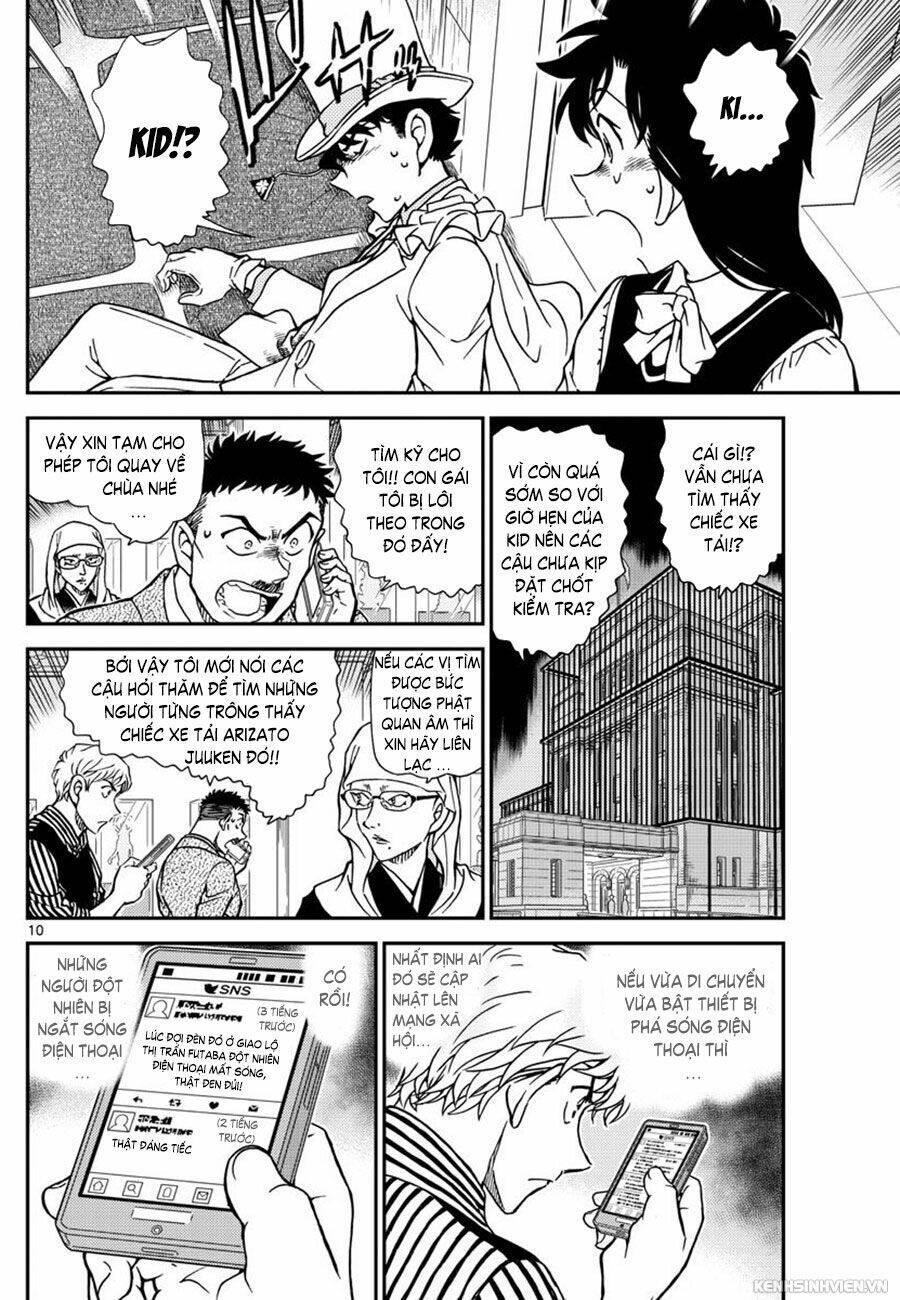 KI...
KID!?
CÁI GÌ!?
VẪN CHƯA
TÌM THẤY
CHIẾC XE
TẢI!?
VÌ CÒN QUÁ
SỚM SO VỚI
GIỜ HẸN CỦA
KID NÊN CÁC
CẬU CHƯA KỊP
ĐẶT CHỐT
KIỂM TRA?
TÌM KỸ CHO
TÔI!! CON GÁI
TÔI BỊ LÔI
THEO TRONG
ĐÓ ĐẤY!
VẬY XIN TẠM CHO
PHÉP TÔI QUAY VỀ
CHÙA NHÉ
...
NẾU CÁC VỊ TÌM
ĐƯỢC BỨC
TƯỢNG PHẬT
QUAN ÂM THÌ
XIN HÃY LIÊN
LẠC ...
BỞI VẬY TÔI MỚI NÓI CÁC
CẬU HỎI THĂM ĐỂ TÌM NHỮNG
NGƯỜI TỪNG TRÔNG THẤY
CHIẾC XE TẢI ARIZATO
JUUKEN ĐÓ!!
10
NẾU VỪA DI CHUYỂN
VỪA BẬT THIẾT BỊ
PHÁ SÓNG ĐIỆN
THOẠI THÌ
...
NHẤT ĐỊNH AI
ĐÓ SẼ CẬP
NHẬT LÊN
MẠNG XÃ
HỘI...
CÓ
RỒI!
NHỮNG
NGƯỜI ĐỘT
NHIÊN BỊ
NGẮT SÓNG
ĐIỆN THOẠI
...
SNS
(3 TIẾNG
TRƯỚC)
LÚC ĐỢI ĐÈN ĐỎ Ở GIAO LỘ
THỊ TRẤN FUTABA ĐỘT NHIÊN
ĐIỆN THOẠI MẤT SÓNG,
THẬT ĐEN ĐỦI!
(2 TIẾNG
TRƯỚC)
THẬT ĐÁNG TIẾC
KENHSINHVIEN.VN